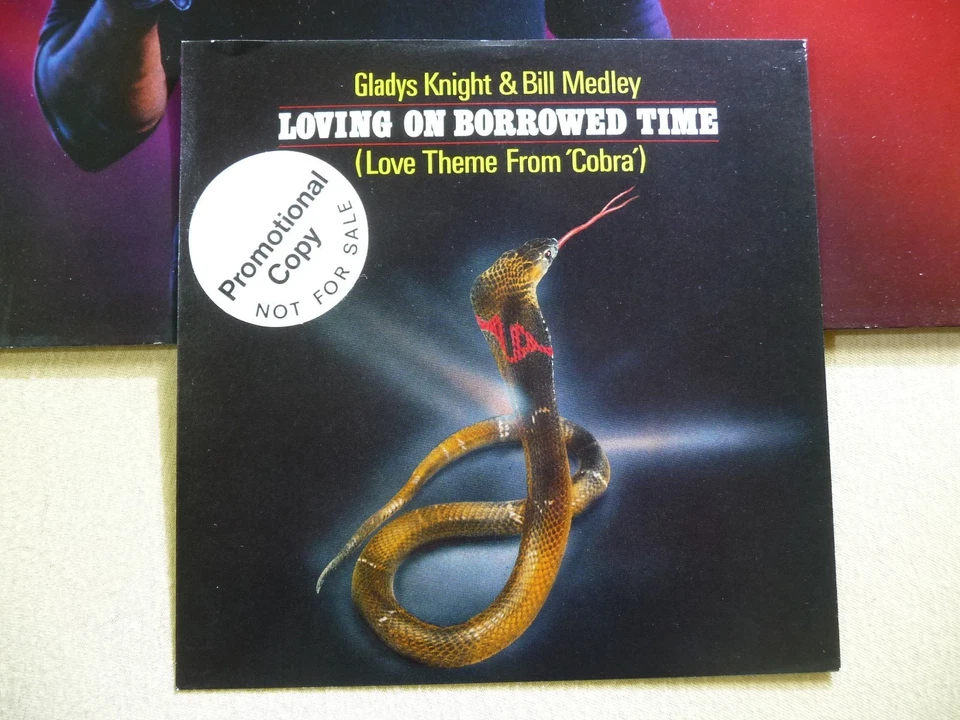 Gladys Knight & Bill Medley
LOVING ON BORROWED TIME
(Love Theme From 'Cobra')
Promotional
Copy
NOT FOR SALE